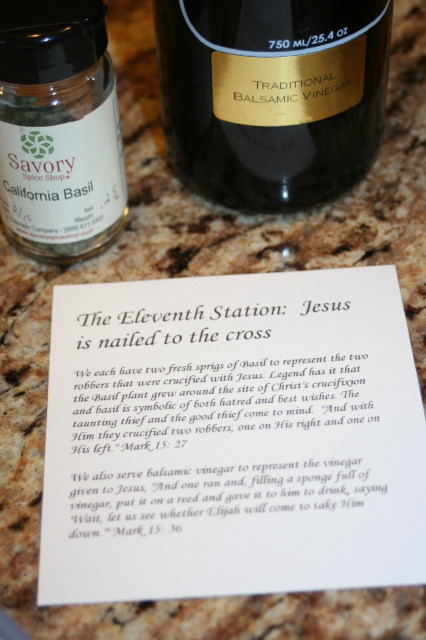 750 ML/25.4 OZ
TRADITIONAL
BALSAMIC VINEGAR
Savory
Spice Shop
California Basil
Net
Weight
The Eleventh Station: Jesus
is nailed to the cross
We each have two fresh sprigs of Basil to represent the two
robbers that were crucified with Jesus. Legend has it that
the Basil plant grew around the site of Christ's crucifixion
and basil is symbolic of both hatred and best wishes. The
taunting thief and the good thief come to mind. "And with
Him they crucified two robbers, one on His right and one on
His left." Mark 15: 27
We also serve balsamic vinegar to represent the vinegar
given to Jesus, "And one ran and, filling a sponge full of
vinegar, put it on a reed and gave it to him to drink, saying
'Wait, let us see whether Elijah will come to take Him
down.'" Mark 15: 36